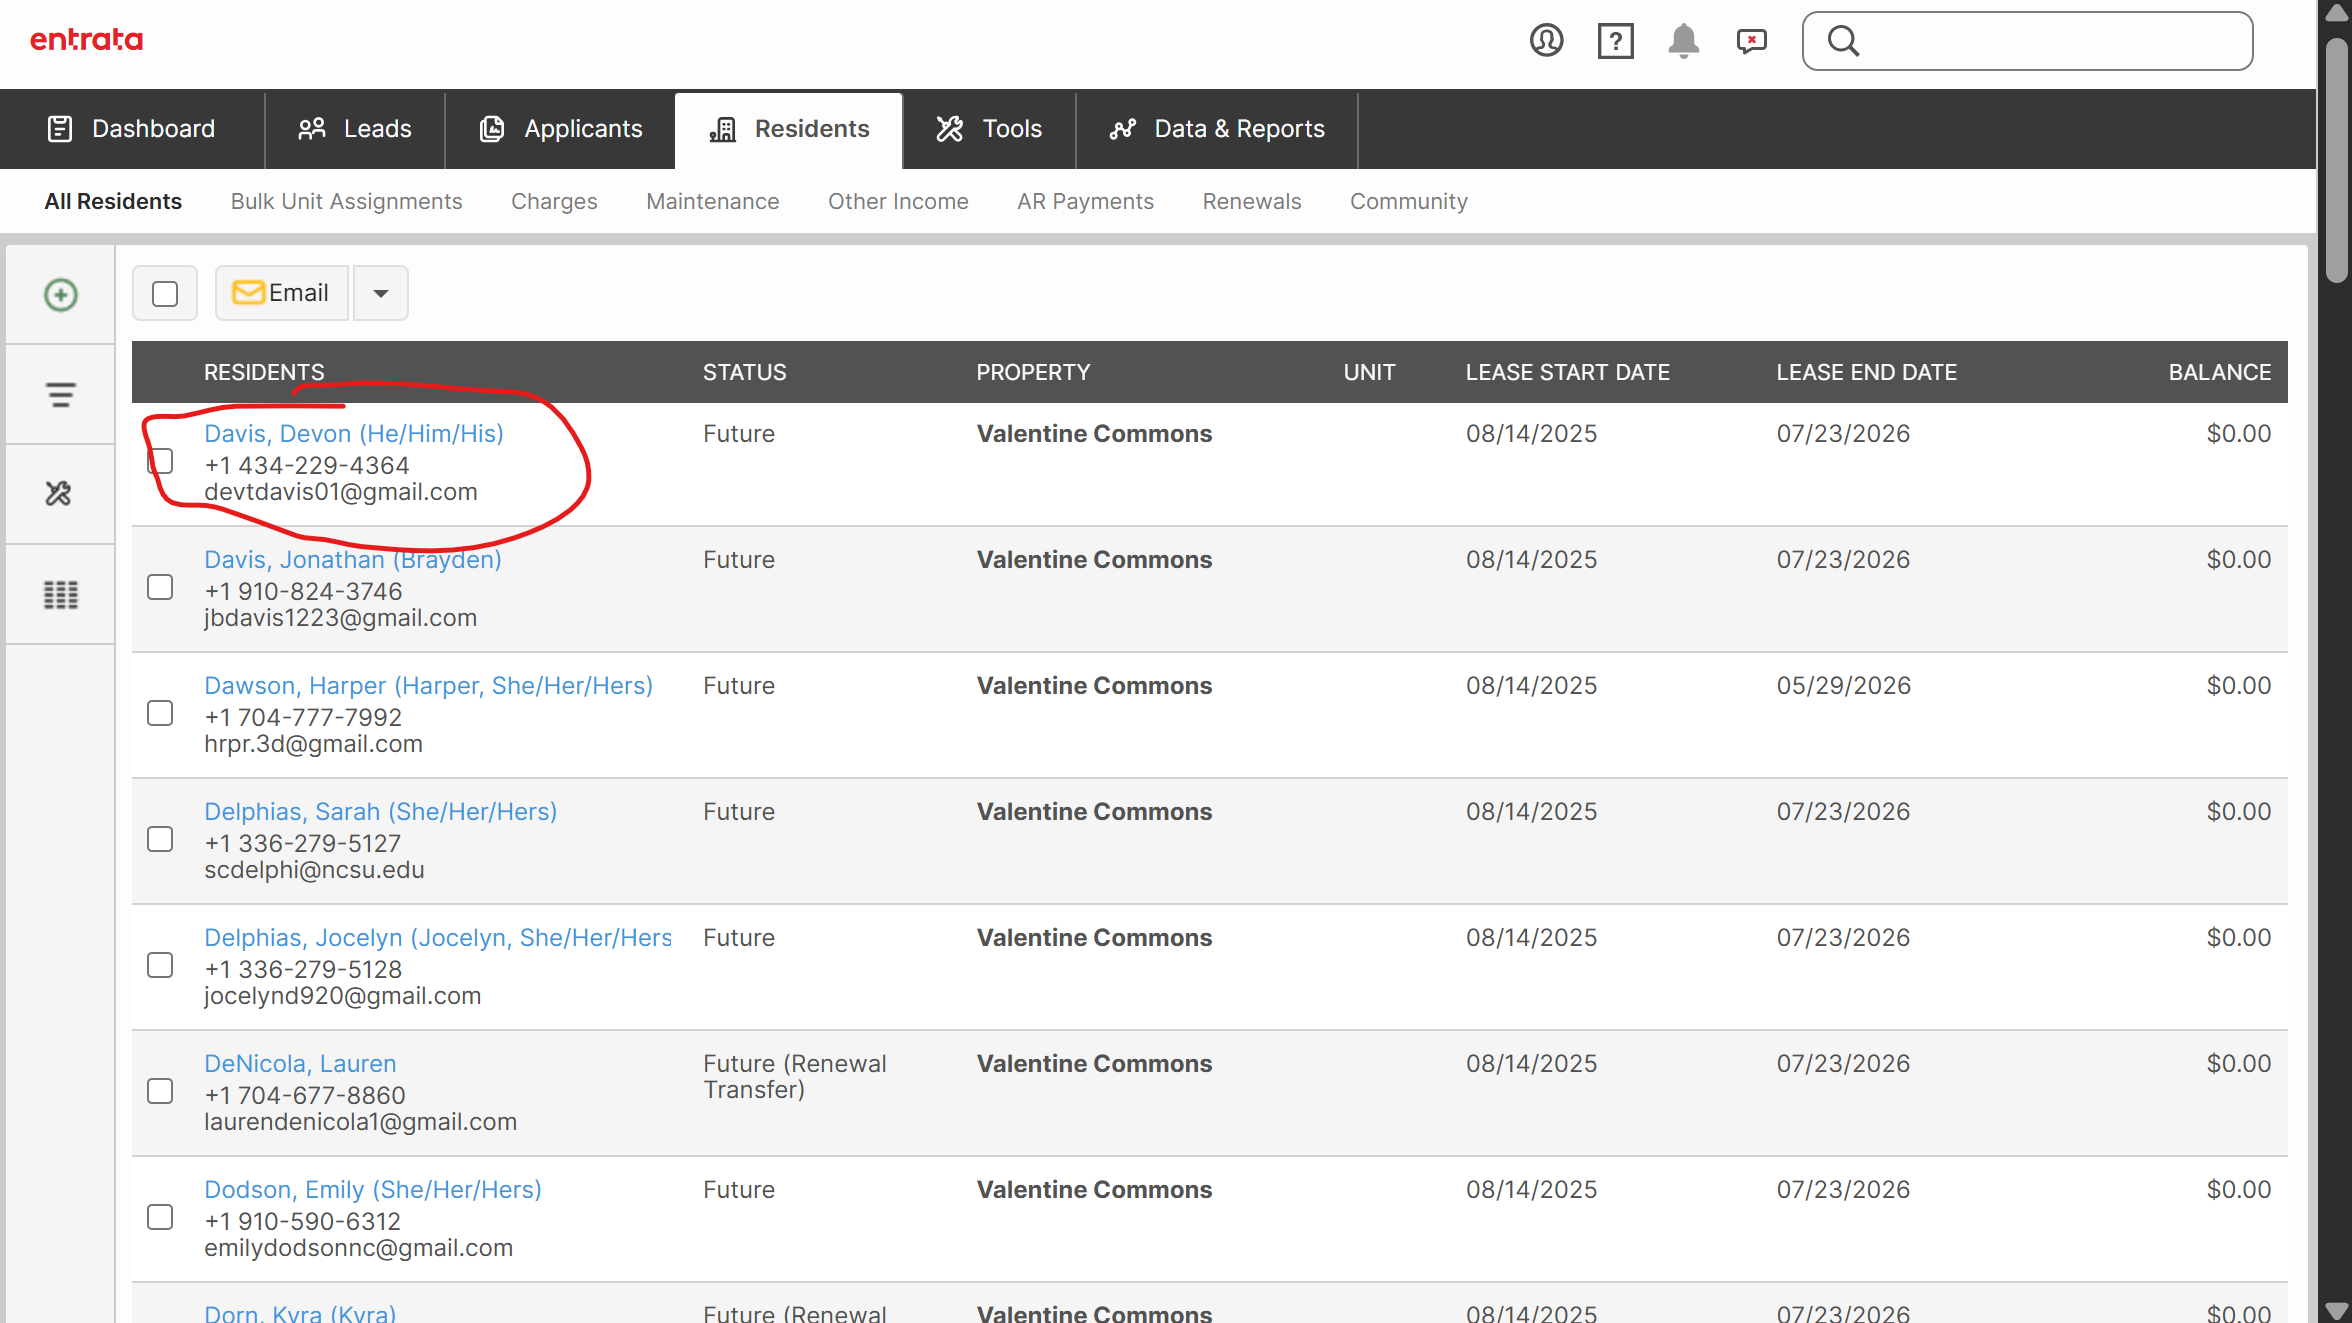 entrata
Dashboard Leads Applicants Residents Tools Data & Reports
All Residents Bulk Unit Assignments Charges Maintenance Other Income AR Payments Renewals Community
Email
RESIDENTS STATUS PROPERTY UNIT LEASE START DATE LEASE END DATE BALANCE
Davis, Devon (He/Him/His) Future Valentine Commons 08/14/2025 07/23/2026 $0.00
+1 434-229-4364
devtdavis01@gmail.com
Davis, Jonathan (Brayden) Future Valentine Commons 08/14/2025 07/23/2026 $0.00
+1 910-824-3746
jbdavis1223@gmail.com
Dawson, Harper (Harper, She/Her/Hers) Future Valentine Commons 08/14/2025 05/29/2026 $0.00
+1 704-777-7992
hrpr.3d@gmail.com
Delphias, Sarah (She/Her/Hers) Future Valentine Commons 08/14/2025 07/23/2026 $0.00
+1 336-279-5127
scdelphi@ncsu.edu
Delphias, Jocelyn (Jocelyn, She/Her/Hers Future Valentine Commons 08/14/2025 07/23/2026 $0.00
+1 336-279-5128
jocelynd920@gmail.com
DeNicola, Lauren Future (Renewal Valentine Commons 08/14/2025 07/23/2026 $0.00
Transfer)
+1 704-677-8860
laurendenicola1@gmail.com
Dodson, Emily (She/Her/Hers) Future Valentine Commons 08/14/2025 07/23/2026 $0.00
+1 910-590-6312
emilydodsonnc@gmail.com
Dorn, Kyra (Kyra) Future (Renewal Valentine Commons 08/14/2025 07/23/2026 $0.00